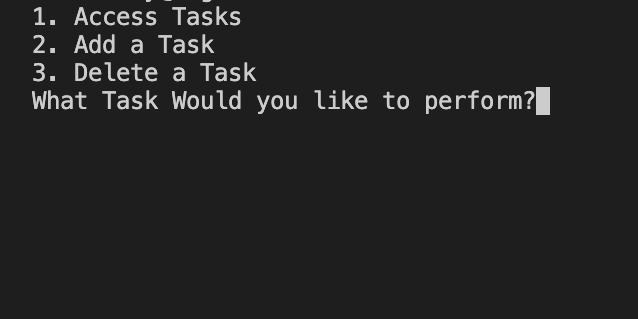 1. Access Tasks
2. Add a Task
3. Delete a Task
What Task Would you like to perform?